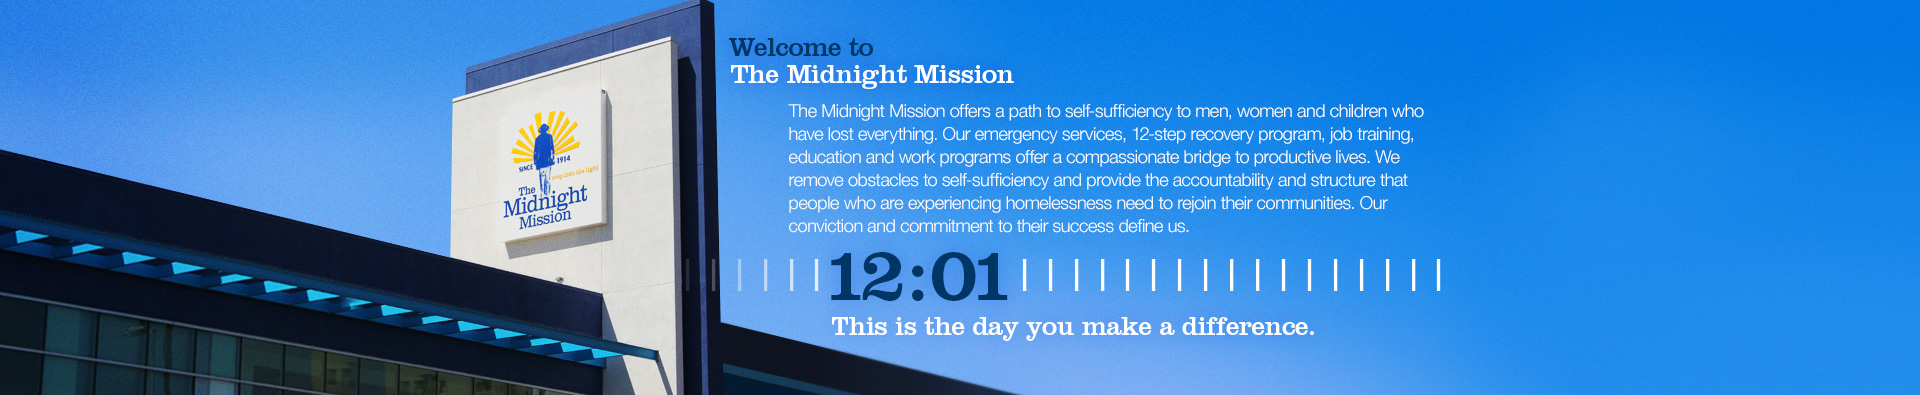 Welcome to
The Midnight Mission
The Midnight Mission offers a path to self-sufficiency to men, women and children who
have lost everything. Our emergency services, 12-step recovery program, job training,
education and work programs offer a compassionate bridge to productive lives. We
remove obstacles to self-sufficiency and provide the accountability and structure that
people who are experiencing homelessness need to rejoin their communities. Our
conviction and commitment to their success define us.
12:01
This is the day you make a difference.
SINCE 1914
step into the light
The
Midnight
Mission